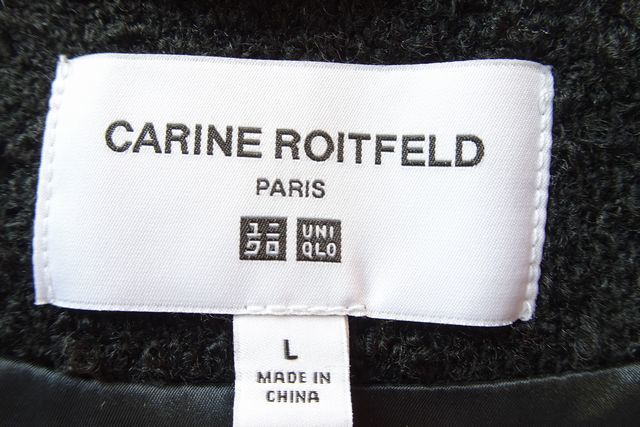 CARINE ROITFELD
PARIS
ユニ UNI
クロ QLO
L
MADE IN
CHINA